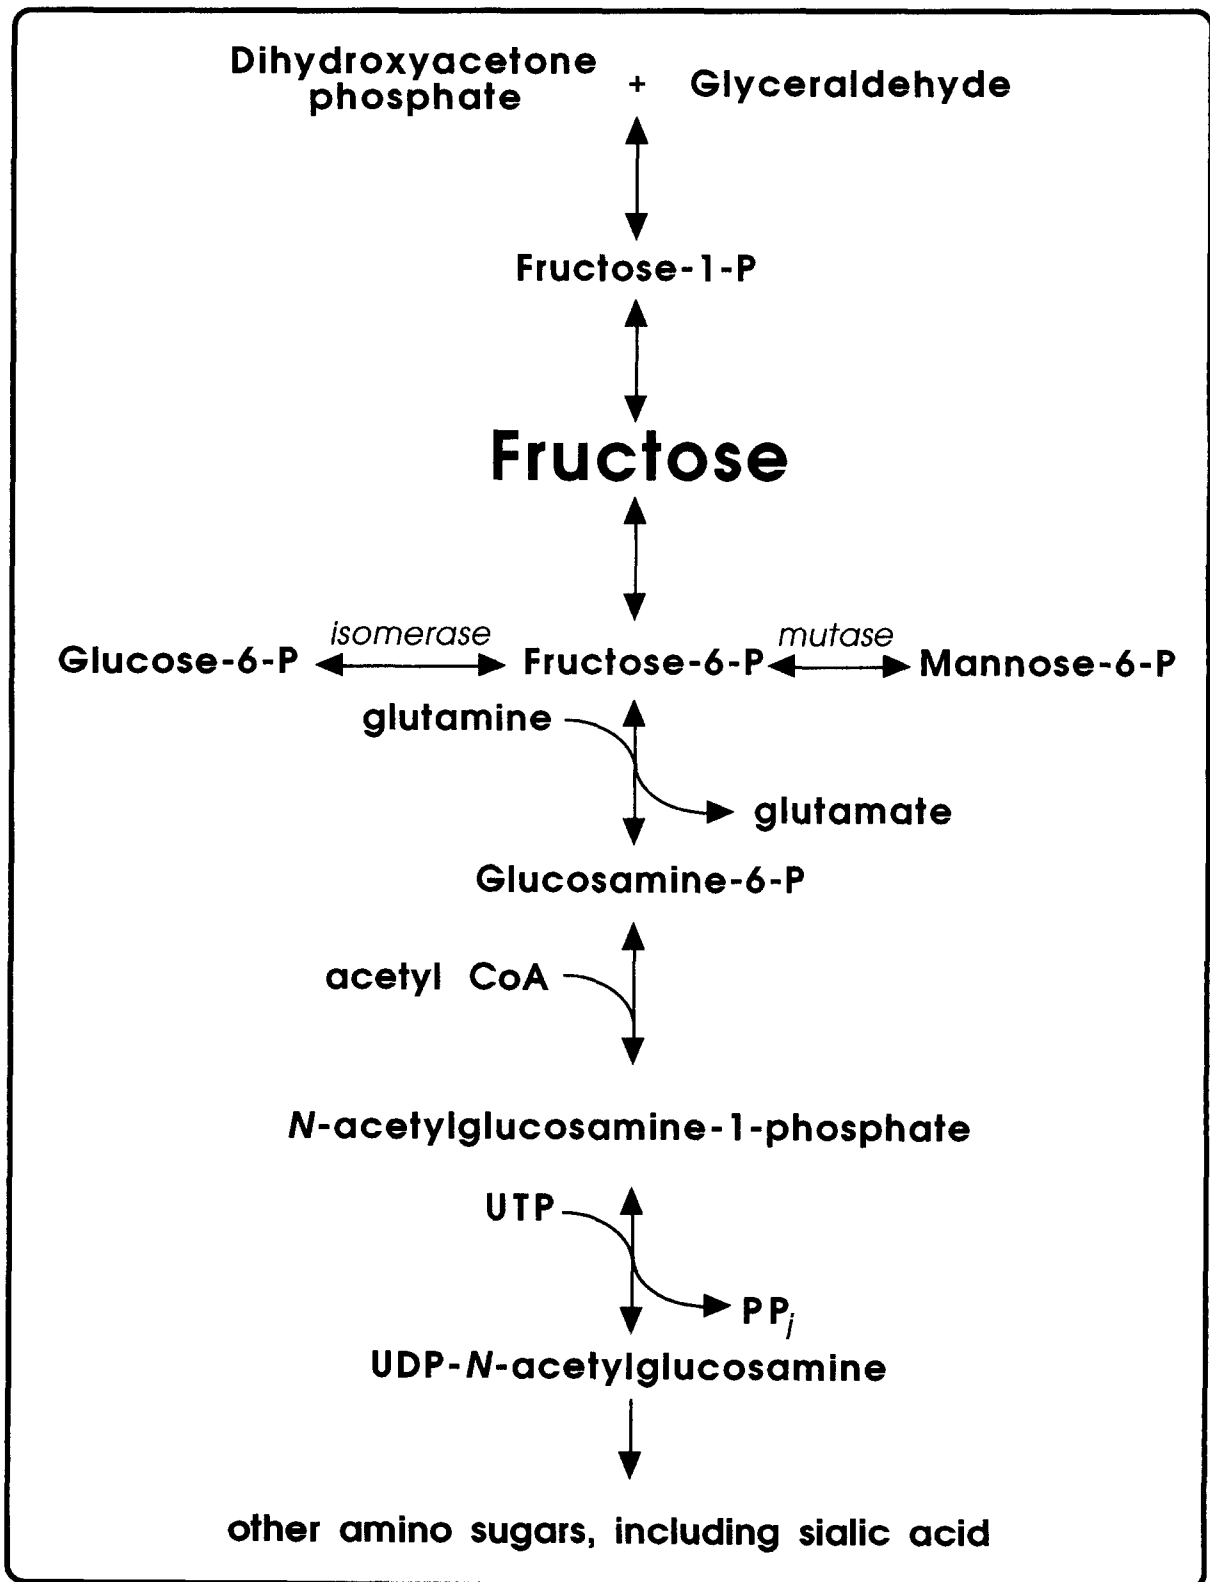 Dihydroxyacetone
phosphate + Glyceraldehyde
Fructose-1-P
Fructose
isomerase mutase
Glucose-6-P Fructose-6-P Mannose-6-P
glutamine
glutamate
Glucosamine-6-P
acetyl CoA
N-acetylglucosamine-1-phosphate
UTP
PPi
UDP-N-acetylglucosamine
other amino sugars, including sialic acid